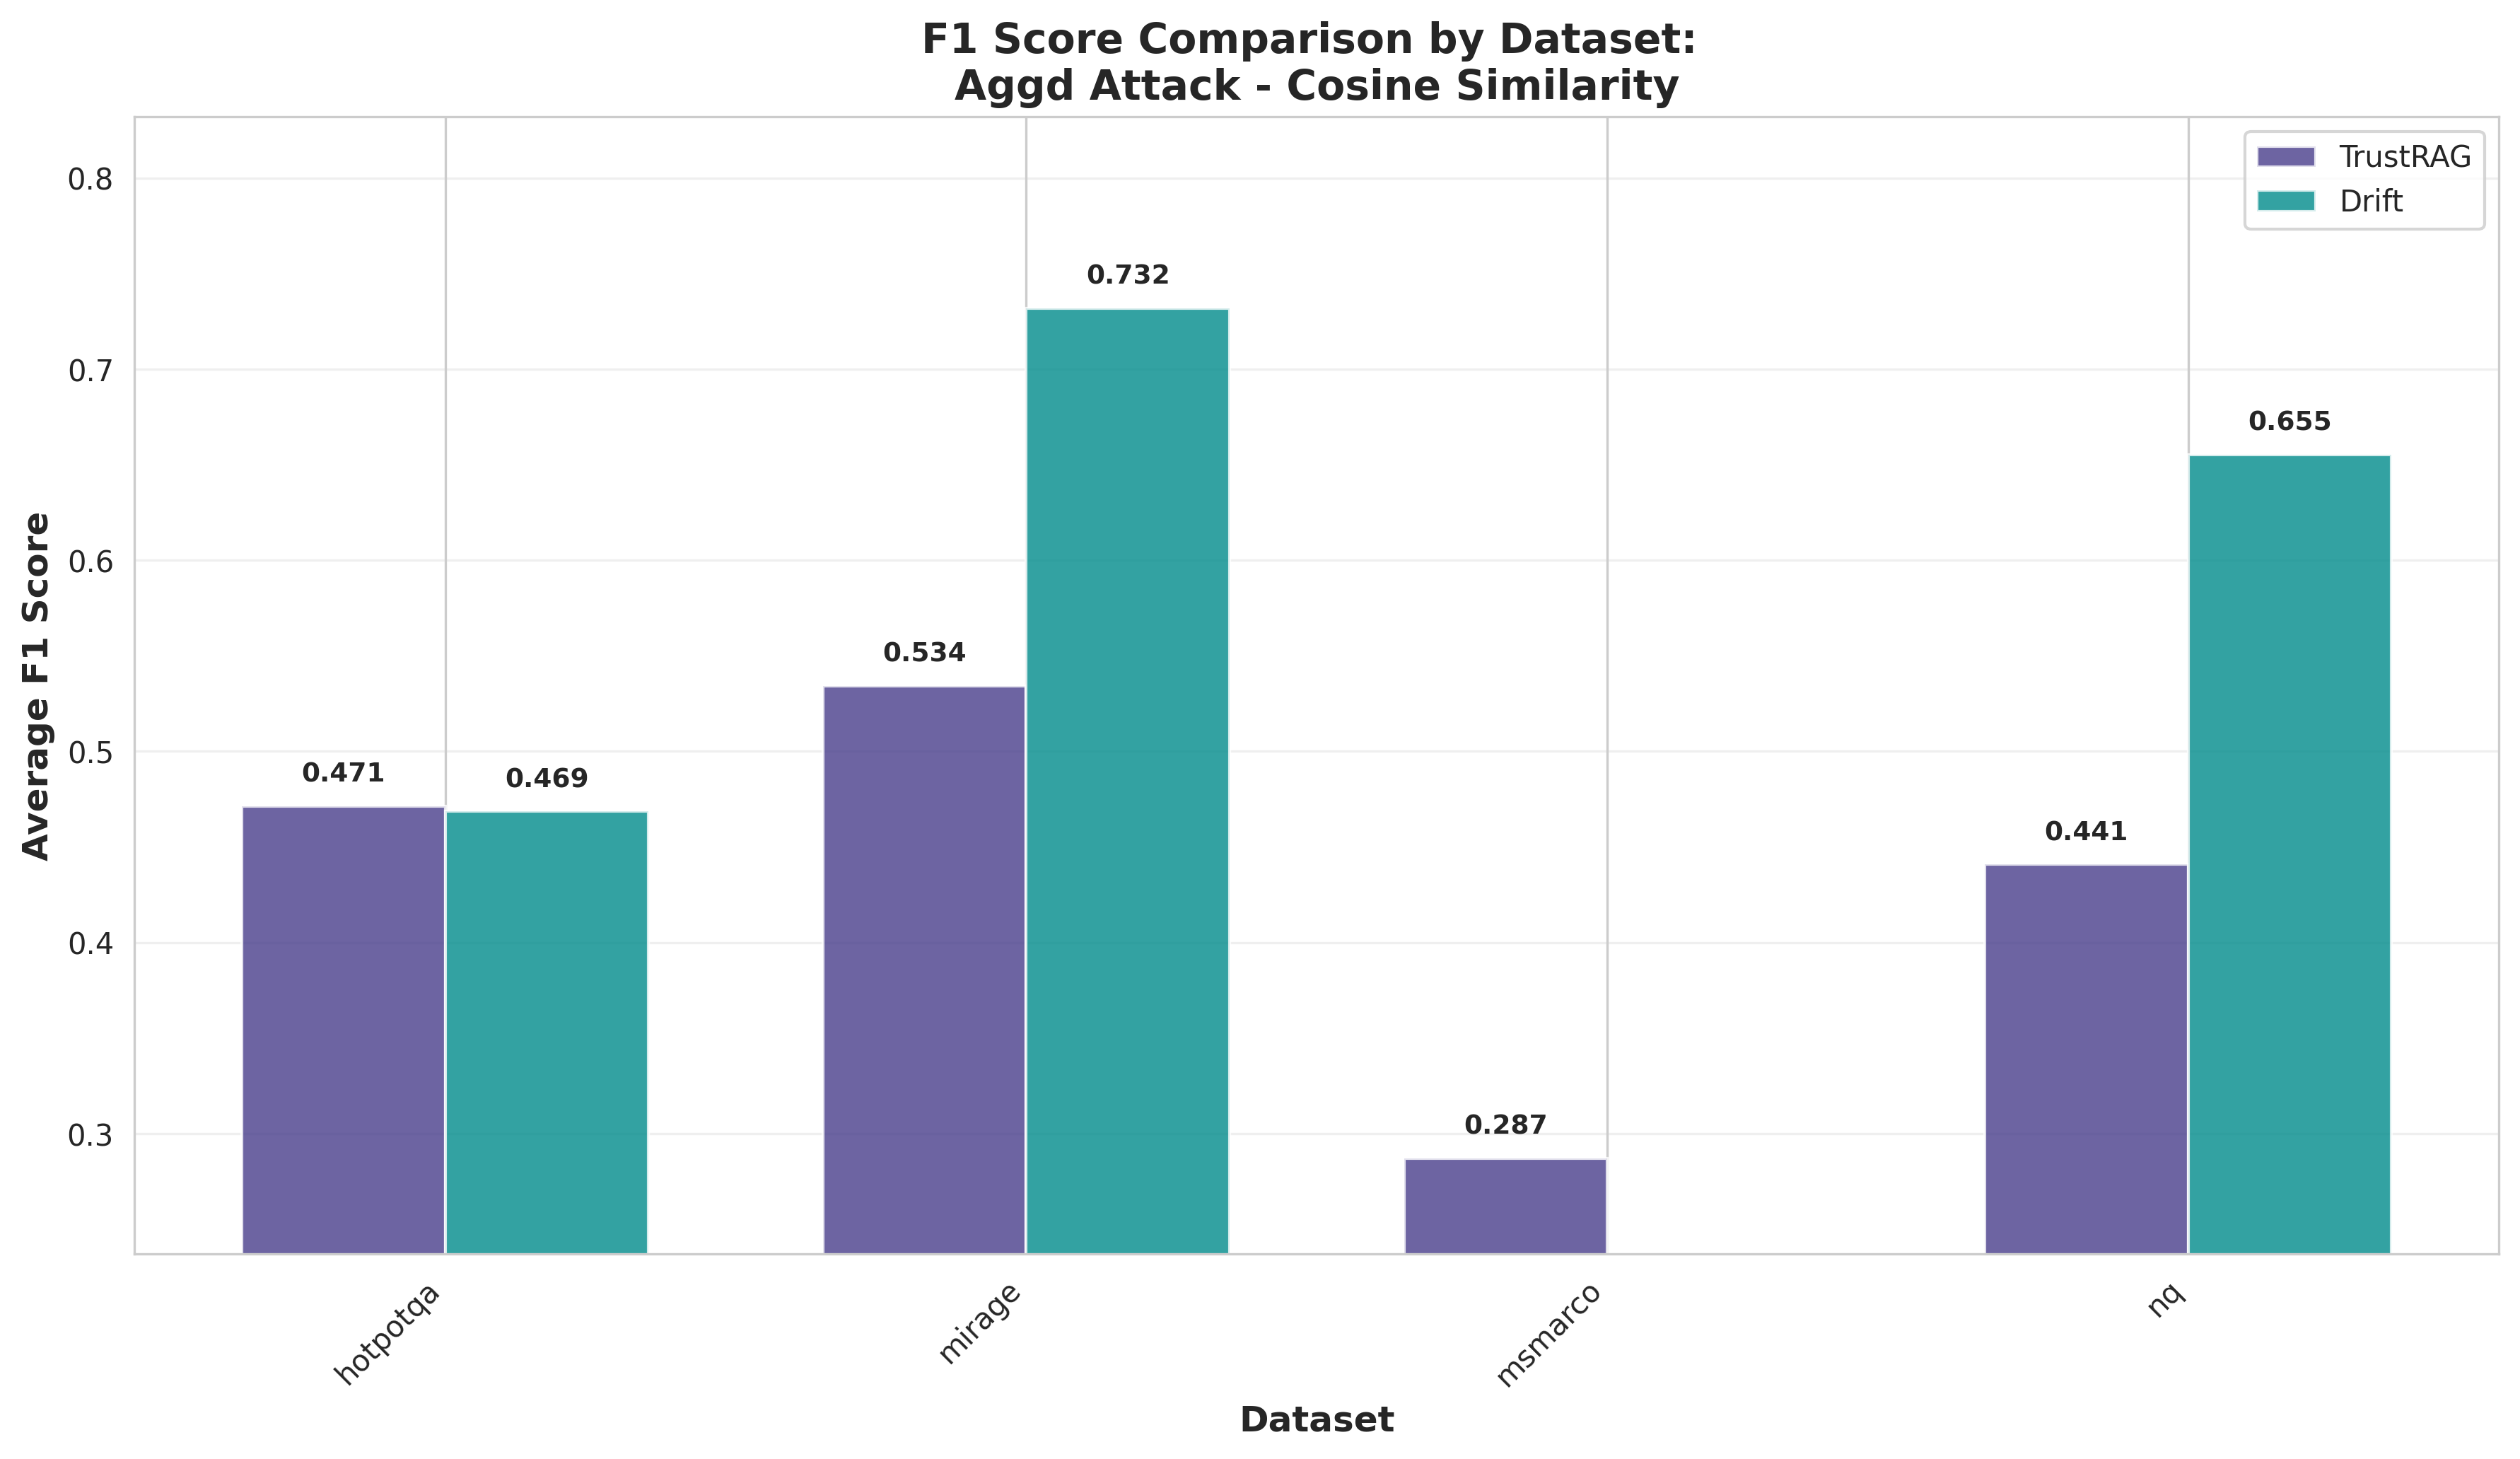 F1 Score Comparison by Dataset:
Aggd Attack - Cosine Similarity
TrustRAG
Drift
Average F1 Score
0.8
0.7
0.6
0.5
0.4
0.3
0.471
0.469
0.534
0.732
0.287
0.441
0.655
hotpotqa
mirage
msmarco
nq
Dataset